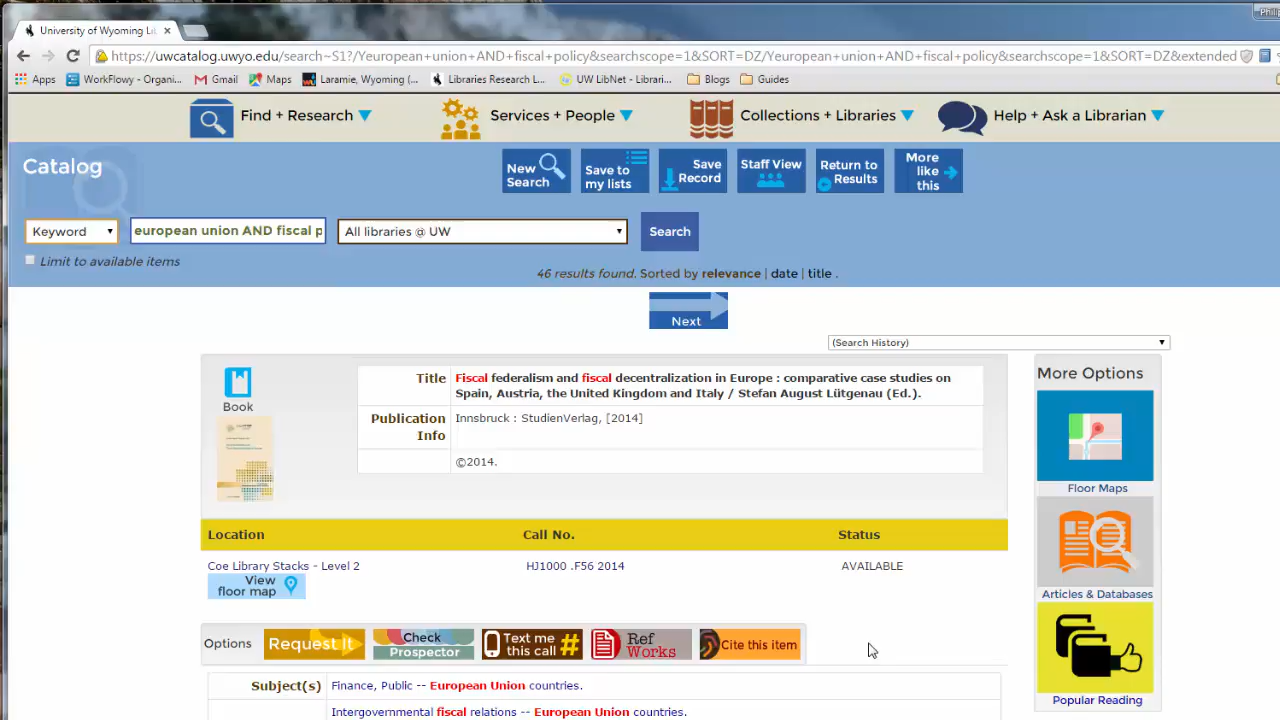 Philip
University of Wyoming Li
https://uwcatalog.uwyo.edu/search~S1?/Yeuropean+union+AND+fiscal+policy&searchscope=1&SORT=DZ/Yeuropean+union+AND+fiscal+policy&searchscope=1&SORT=DZ&extended
Apps WorkFlowy - Organi... Gmail Maps Laramie, Wyoming (... Libraries Research L... UW LibNet - Librari... Blogs Guides
Find + Research Services + People Collections + Libraries Help + Ask a Librarian
Catalog
New Search
Save to my lists
Save Record
Staff View
Return to Results
More like this
Keyword european union AND fiscal p All libraries @ UW Search
Limit to available items
46 results found. Sorted by relevance | date | title .
Next
(Search History)
Book
Title Fiscal federalism and fiscal decentralization in Europe : comparative case studies on
Spain, Austria, the United Kingdom and Italy / Stefan August Lütgenau (Ed.).
Publication Innsbruck : StudienVerlag, [2014]
Info
©2014.
More Options
Floor Maps
Articles & Databases
Popular Reading
Location Call No. Status
Coe Library Stacks - Level 2 HJ1000 .F56 2014 AVAILABLE
View
floor map
Options Request It Check Prospector Text me this call # Ref Works Cite this item
Subject(s) Finance, Public -- European Union countries.
Intergovernmental fiscal relations -- European Union countries.